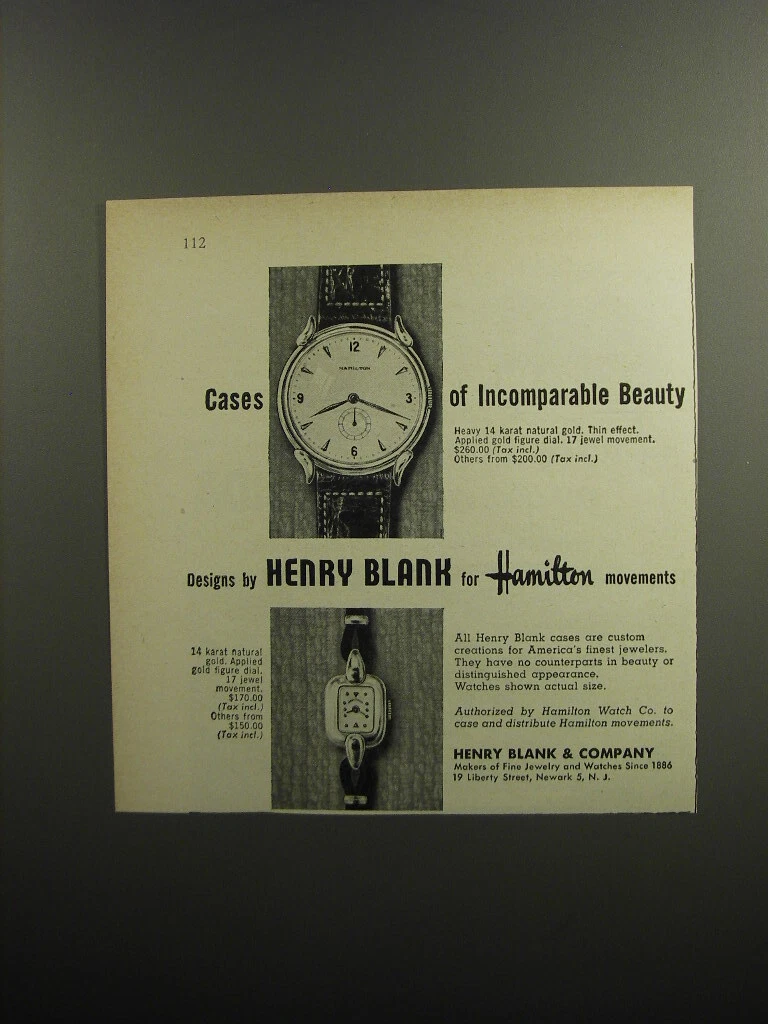 112
12
HAMILTON
9
3
6
Cases of Incomparable Beauty
Heavy 14 karat natural gold. Thin effect.
Applied gold figure dial. 17 jewel movement.
$260.00 (Tax incl.)
Others from $200.00 (Tax incl.)
Designs by HENRY BLANK for Hamilton movements
14 karat natural
gold. Applied
gold figure dial.
17 jewel
movement.
$170.00
(Tax incl.)
Others from
$150.00
(Tax incl.)
All Henry Blank cases are custom
creations for America's finest jewelers.
They have no counterparts in beauty or
distinguished appearance.
Watches shown actual size.
Authorized by Hamilton Watch Co. to
case and distribute Hamilton movements.
HENRY BLANK & COMPANY
Makers of Fine Jewelry and Watches Since 1886
19 Liberty Street, Newark 5, N. J.